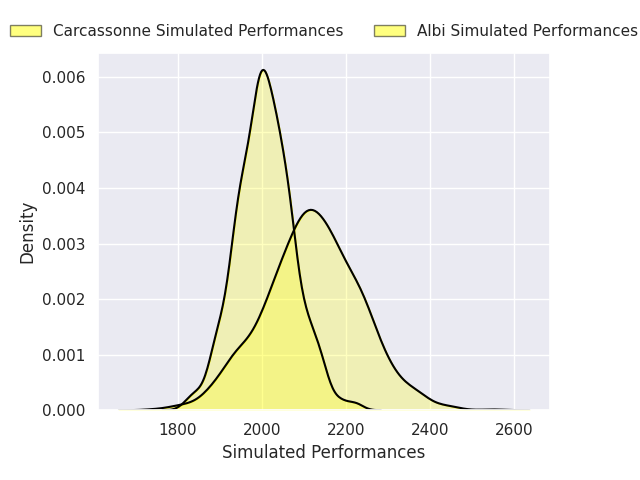 Carcassonne Simulated Performances Albi Simulated Performances
0.006
0.005
0.004
0.003
0.002
0.001
0.000
Density
1800 2000 2200 2400 2600
Simulated Performances